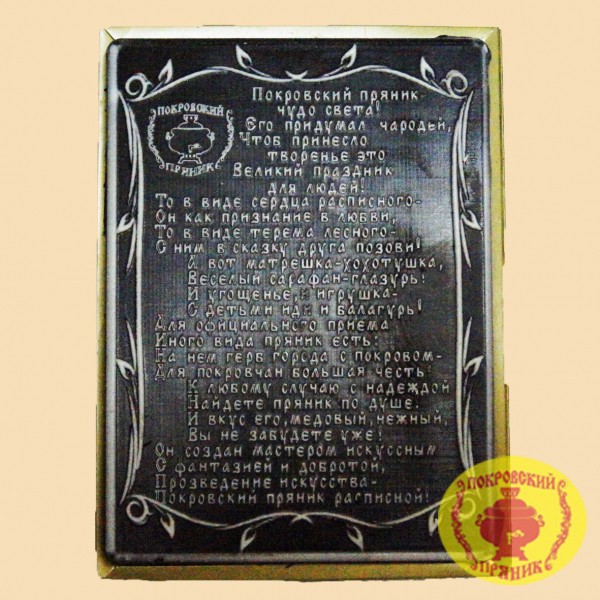 Покровский
пряник
Покровский пряник-
чудо света!
Его придумал чародей,
Чтоб принесло
творенье это
Великий праздник
для людей!
То в виде сердца расписного-
Он как признание в любви,
То в виде терема лесного-
С ним в сказку друга позови!
А вот матрешка-хохотушка,
Веселый сарафан-глазурь!
И угощенье, и игрушка-
С детьми иди и балагурь!
Для официального приема
Иного вида пряник есть:
На нем герб города с покровом-
Для покровчан большая честь!
К любому случаю с надеждой
Найдете пряник по душе.
И вкус его,медовый,нежный,
Вы не забудете уже!
Он создан мастером искуссным
С фантазией и добротой,
Прозведение искусства-
Покровский пряник расписной!
Покровский
пряник